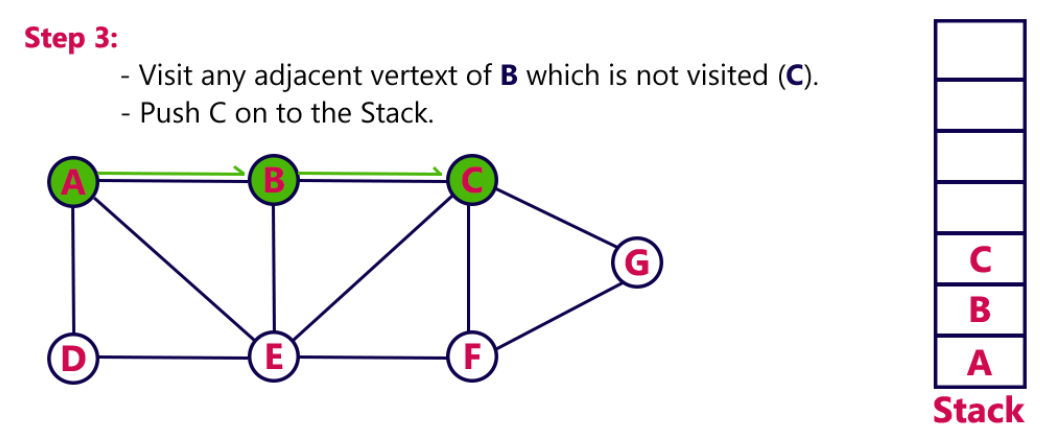 Step 3:
- Visit any adjacent vertext of B which is not visited (C).
- Push C on to the Stack.
A
B
C
G
D
E
F
C
B
A
Stack